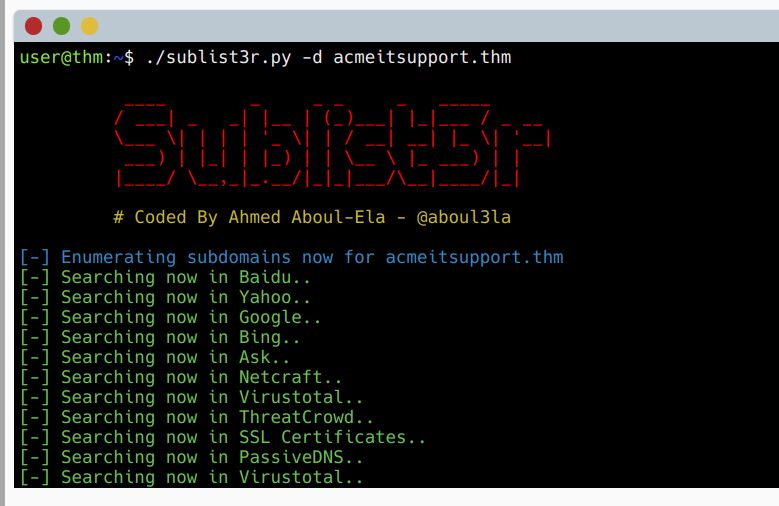 user@thm:~$ ./sublist3r.py -d acmeitsupport.thm
Sublist3r
# Coded By Ahmed Aboul-Ela - @aboul3la
[-] Enumerating subdomains now for acmeitsupport.thm
[-] Searching now in Baidu..
[-] Searching now in Yahoo..
[-] Searching now in Google..
[-] Searching now in Bing..
[-] Searching now in Ask..
[-] Searching now in Netcraft..
[-] Searching now in Virustotal..
[-] Searching now in ThreatCrowd..
[-] Searching now in SSL Certificates..
[-] Searching now in PassiveDNS..
[-] Searching now in Virustotal..